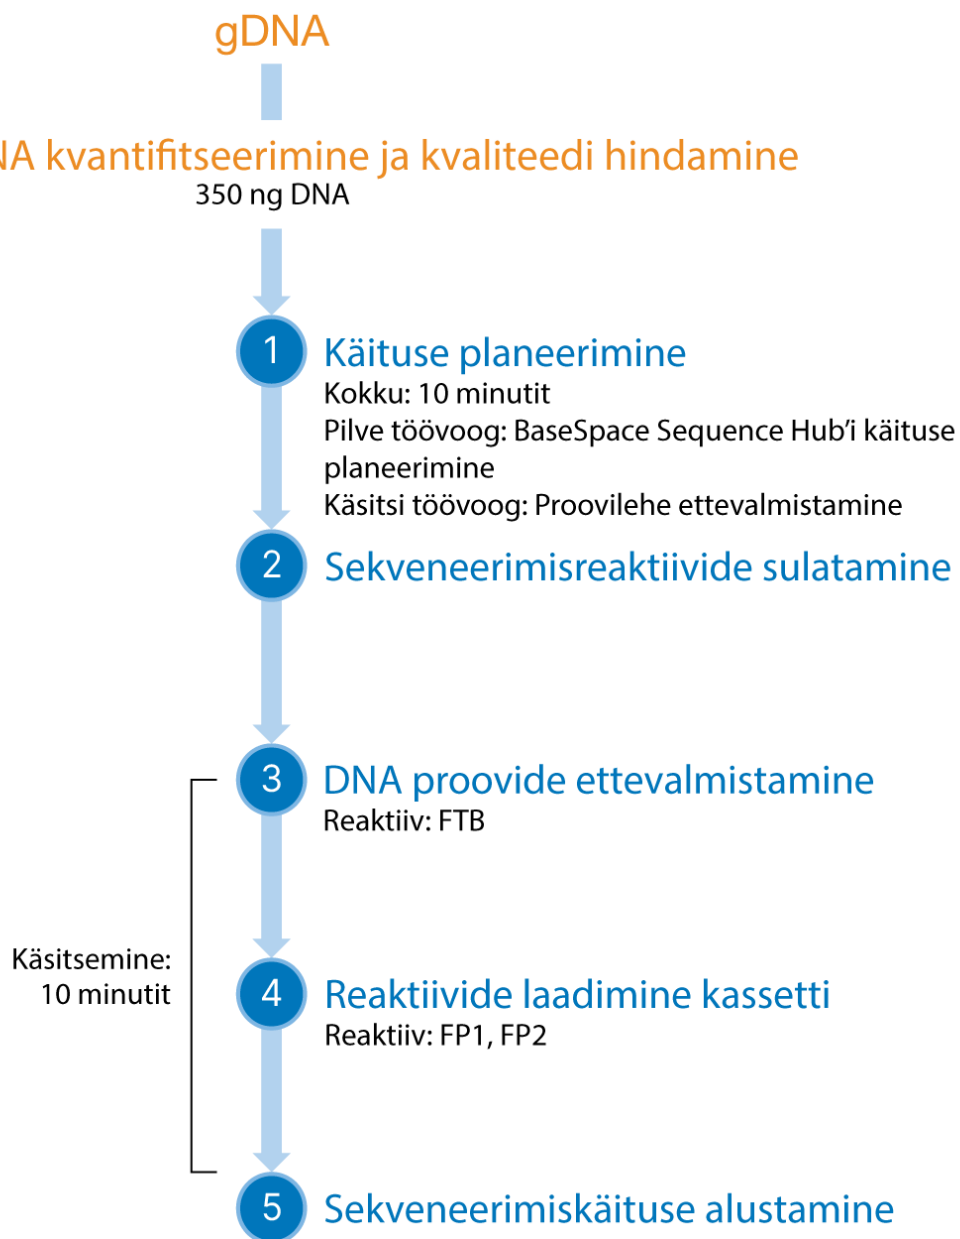 gDNA
kvantifitseerimine ja kvaliteedi hindamine
350 ng DNA
1
Käituse planeerimine
Kokku: 10 minutit
Pilve töövoog: BaseSpace Sequence Hub’i käituse
planeerimine
Käsitsi töövoog: Proovilehe ettevalmistamine
2
Sekveneerimisreaktiivide sulatamine
3
DNA proovide ettevalmistamine
Reaktiiv: FTB
Käsitsemine:
10 minutit
4
Reaktiivide laadimine kassetti
Reaktiiv: FP1, FP2
5
Sekveneerimiskäituse alustamine